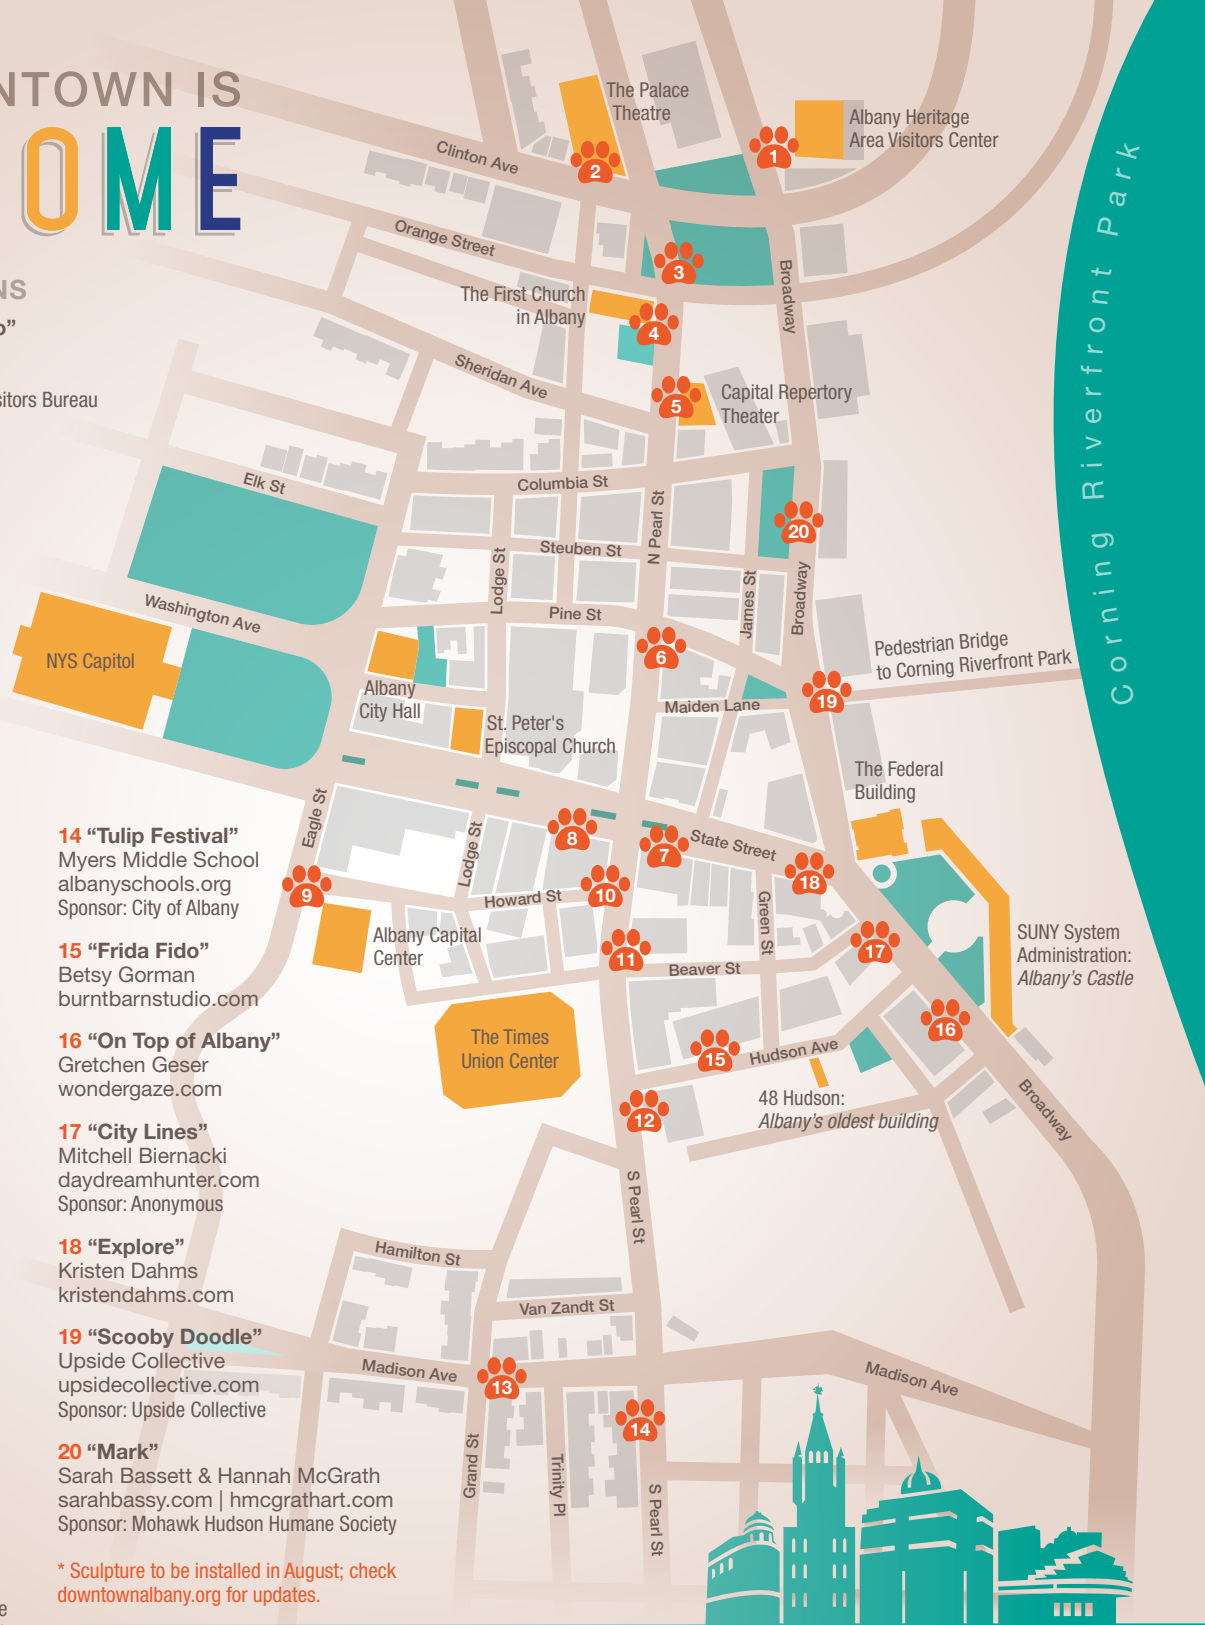 NTOWN IS
OME
NS
o”
sitors Bureau
The Palace
Theatre
Albany Heritage
Area Visitors Center
1
2
Clinton Ave
Orange Street
3
Broadway
The First Church
in Albany
4
Sheridan Ave
5
Capital Repertory
Theater
Corning Riverfront Park
Elk St
Columbia St
N Pearl St
20
Steuben St
Lodge St
James St
Broadway
Washington Ave
Pine St
6
NYS Capitol
Pedestrian Bridge
to Corning Riverfront Park
Albany
City Hall
Maiden Lane
19
St. Peter's
Episcopal Church
The Federal
Building
Eagle St
Lodge St
8
7
State Street
18
9
Howard St
10
Green St
Albany Capital
Center
11
Beaver St
17
SUNY System
Administration:
Albany’s Castle
The Times
Union Center
15
Hudson Ave
16
12
48 Hudson:
Albany’s oldest building
Broadway
S Pearl St
Hamilton St
Van Zandt St
Madison Ave
13
Madison Ave
14
Grand St
Trinity Pl
S Pearl St
14 “Tulip Festival”
Myers Middle School
albanyschools.org
Sponsor: City of Albany
15 “Frida Fido”
Betsy Gorman
burntbarnstudio.com
16 “On Top of Albany”
Gretchen Geser
wondergaze.com
17 “City Lines”
Mitchell Biernacki
daydreamhunter.com
Sponsor: Anonymous
18 “Explore”
Kristen Dahms
kristendahms.com
19 “Scooby Doodle”
Upside Collective
upsidecollective.com
Sponsor: Upside Collective
20 “Mark”
Sarah Bassett & Hannah McGrath
sarahbassy.com | hmcgrathart.com
Sponsor: Mohawk Hudson Humane Society
* Sculpture to be installed in August; check
downtownalbany.org for updates.
e